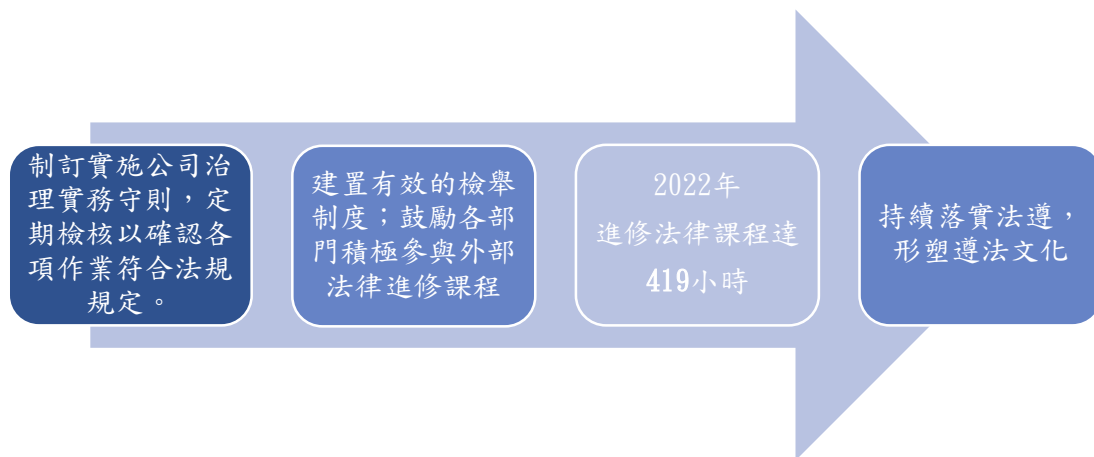 制訂實施公司治
理實務守則，定
期檢核以確認各
項作業符合法規
規定。
建置有效的檢舉
制度；鼓勵各部
門積極參與外部
法律進修課程
2022年
進修法律課程達
419小時
持續落實法遵，
形塑遵法文化